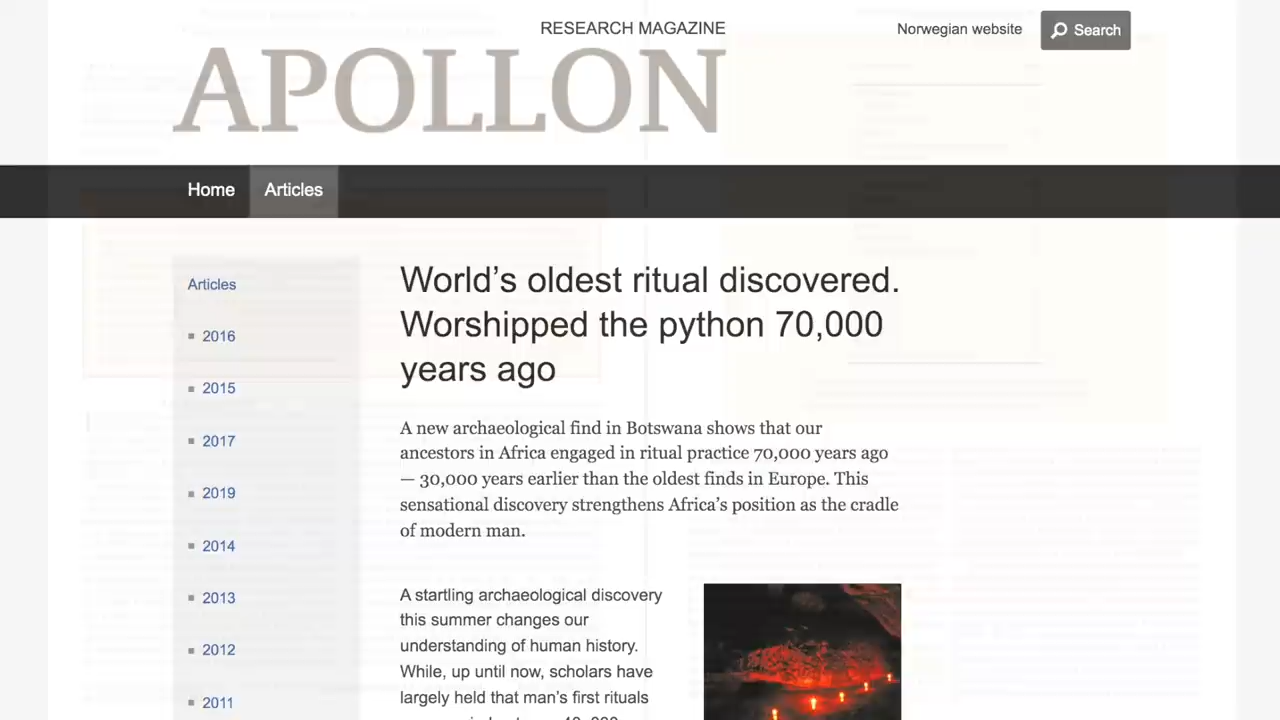 RESEARCH MAGAZINE
Norwegian website
Search
APOLLON
Home
Articles
Articles
2016
2015
2017
2019
2014
2013
2012
2011
World’s oldest ritual discovered.
Worshipped the python 70,000
years ago
A new archaeological find in Botswana shows that our
ancestors in Africa engaged in ritual practice 70,000 years ago
— 30,000 years earlier than the oldest finds in Europe. This
sensational discovery strengthens Africa’s position as the cradle
of modern man.
A startling archaeological discovery
this summer changes our
understanding of human history.
While, up until now, scholars have
largely held that man’s first rituals